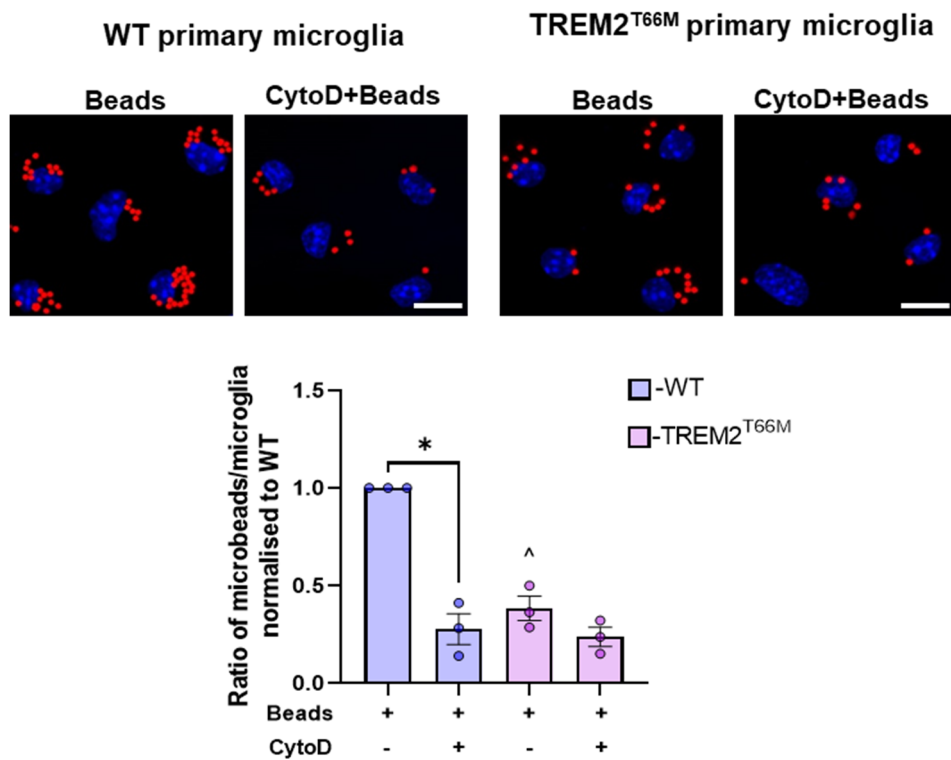 WT primary microglia
TREM2ᵀ⁶⁶ᴹ primary microglia
Beads
CytoD+Beads
Beads
CytoD+Beads
Ratio of microbeads/microglia
normalised to WT
1.5
1.0
0.5
0.0
*
^
-WT
-TREM2ᵀ⁶⁶ᴹ
Beads + + + +
CytoD - + - +